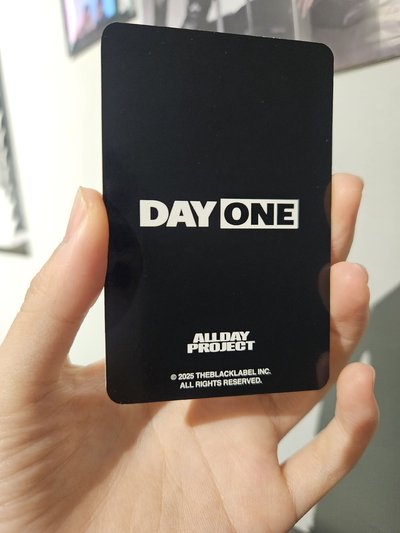 DAY ONE
ALLDAY
PROJECT
© 2025 THEBLACKLABEL INC.
ALL RIGHTS RESERVED.